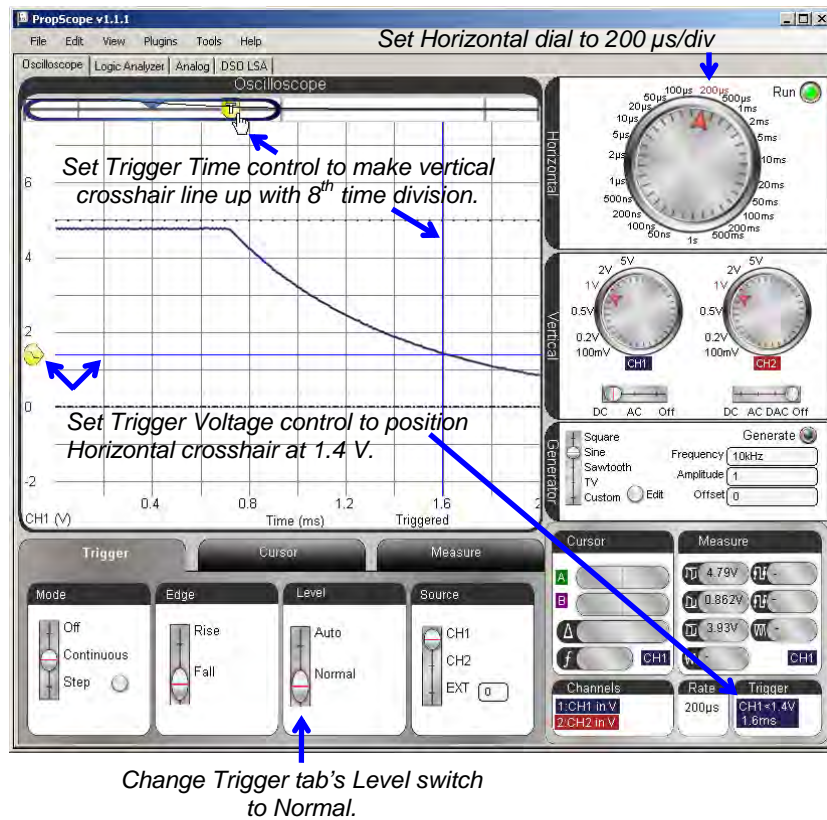 PropScope v1.1.1
File Edit View Plugins Tools Help
Set Horizontal dial to 200 µs/div
Oscilloscope Logic Analyzer Analog DSO LSA
Oscilloscope
T
Set Trigger Time control to make vertical
crosshair line up with 8th time division.
6
4
2
0
-2
Set Trigger Voltage control to position
Horizontal crosshair at 1.4 V.
0.4 0.8 1.2 1.6 2
CH1 (V) Time (ms) Triggered
Horizontal
Run
50ns 100ns 200ns 500ns 1µs 2µs 5µs 10µs 20µs 50µs 100µs 200µs 500µs 1ms 2ms 5ms 10ms 20ms 50ms 100ms 200ms 500ms 1s
Vertical
100mV 0.2V 0.5V 1V 2V 5V
CH1
DC AC Off
100mV 0.2V 0.5V 1V 2V 5V
CH2
DC AC DAC Off
Generator
Square
Sine
Sawtooth
TV
Custom Edit
Generate
Frequency 10kHz
Amplitude 1
Offset 0
Trigger Cursor Measure
Mode
Off
Continuous
Step
Edge
Rise
Fall
Level
Auto
Normal
Source
CH1
CH2
EXT 0
Cursor
A
B
Δ
f CH1
Measure
4.79V -
0.862V -
3.93V -
- CH1
Channels
1:CH1 in V
2:CH2 in V
Rate
200µs
Trigger
CH1<1.4V
1.6ms
Change Trigger tab's Level switch
to Normal.